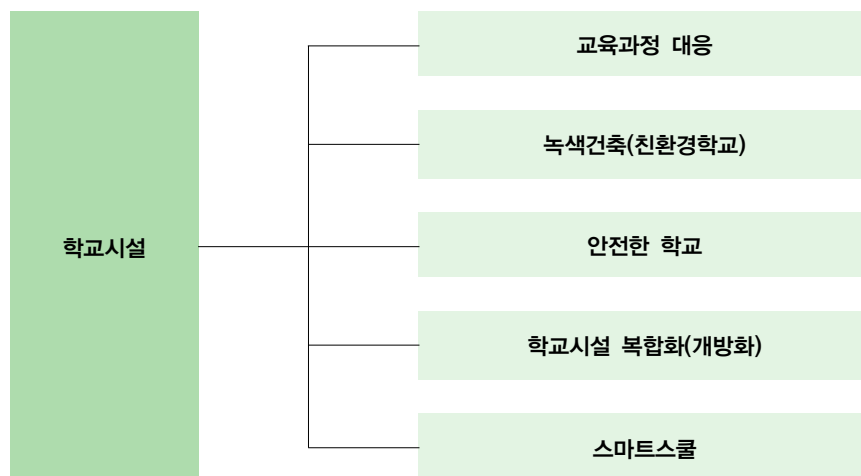 학교시설
교육과정 대응
녹색건축(친환경학교)
안전한 학교
학교시설 복합화(개방화)
스마트스쿨